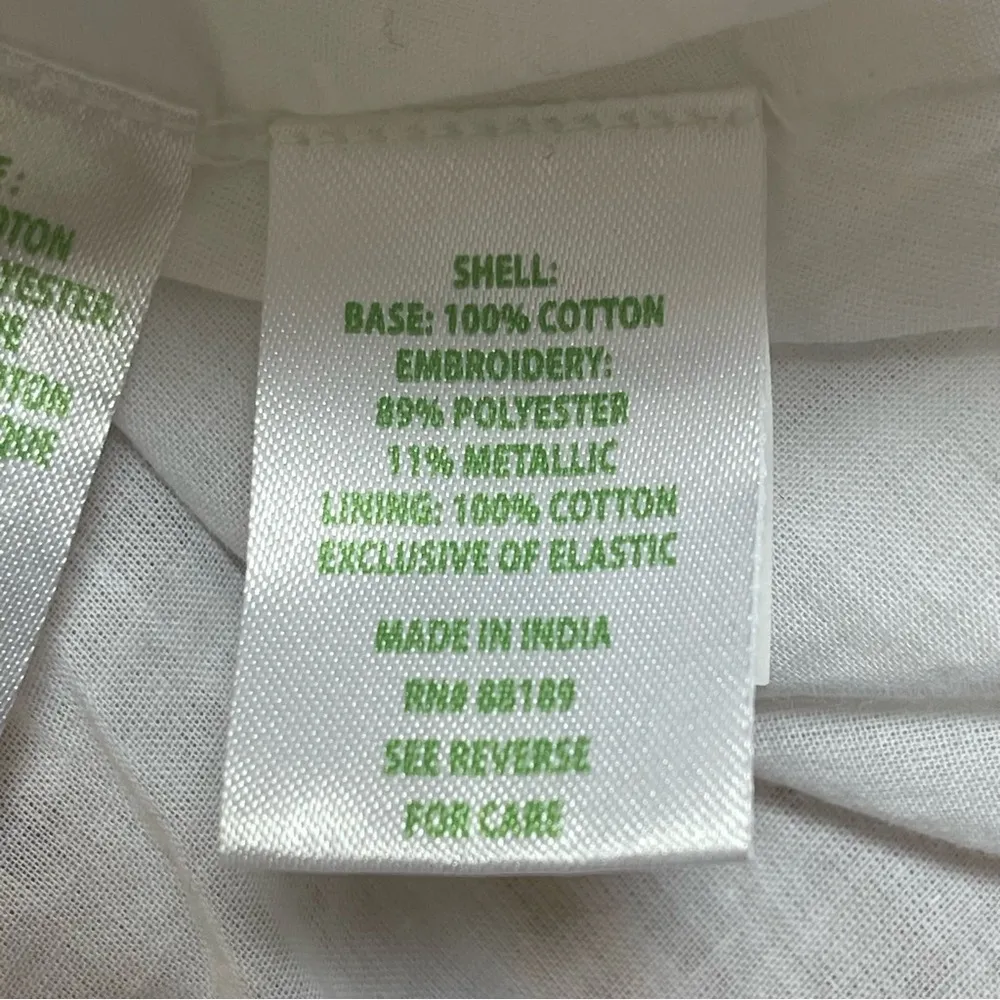 SHELL:
BASE: 100% COTTON
EMBROIDERY:
89% POLYESTER
11% METALLIC
LINING: 100% COTTON
EXCLUSIVE OF ELASTIC
MADE IN INDIA
RN# 88189
SEE REVERSE
FOR CARE